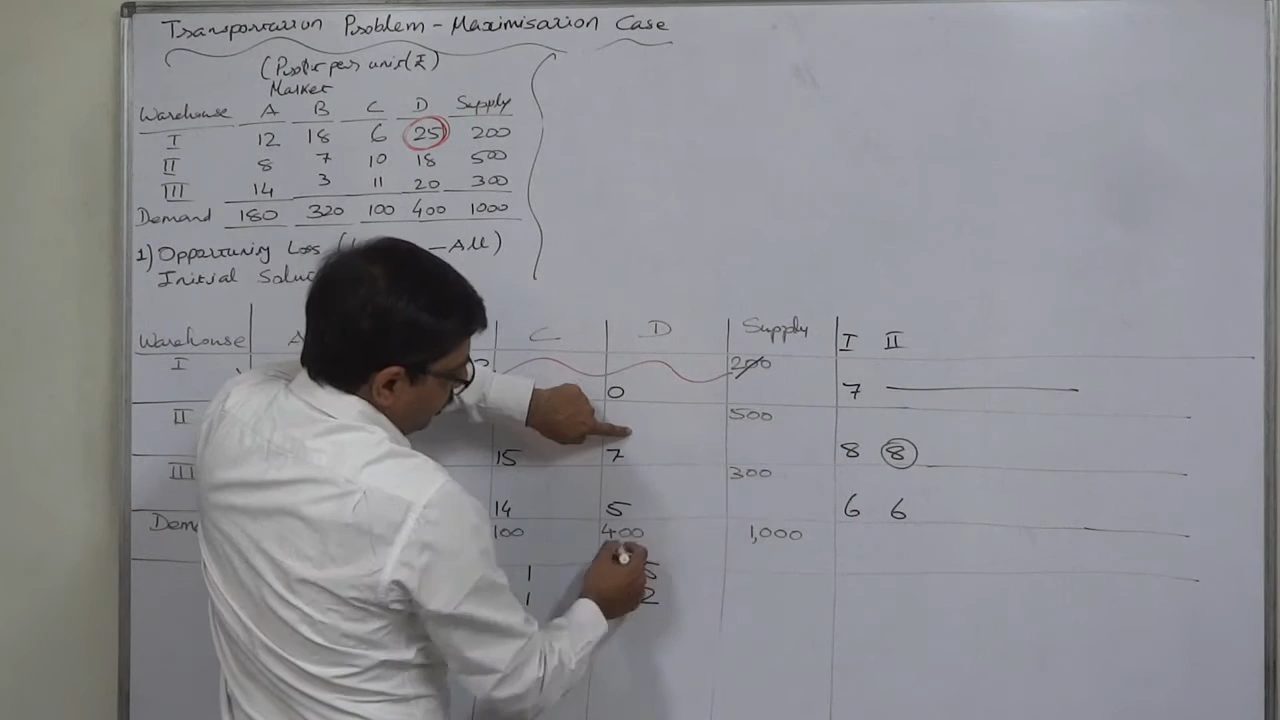 Transportation Problem - Maximisation Case
(Profit per unit (₹)
Market
Warehouse A B C D Supply
I 12 18 6 25 200
II 8 7 10 18 500
III 14 3 11 20 300
Demand 180 320 100 400 1000
1) Opportunity Loss ( - All)
Initial
Warehouse C D Supply I II
I 200
0 7
II 500
15 7 8 8
III 300
14 5 6 6
100 400 1,000
1
1 2